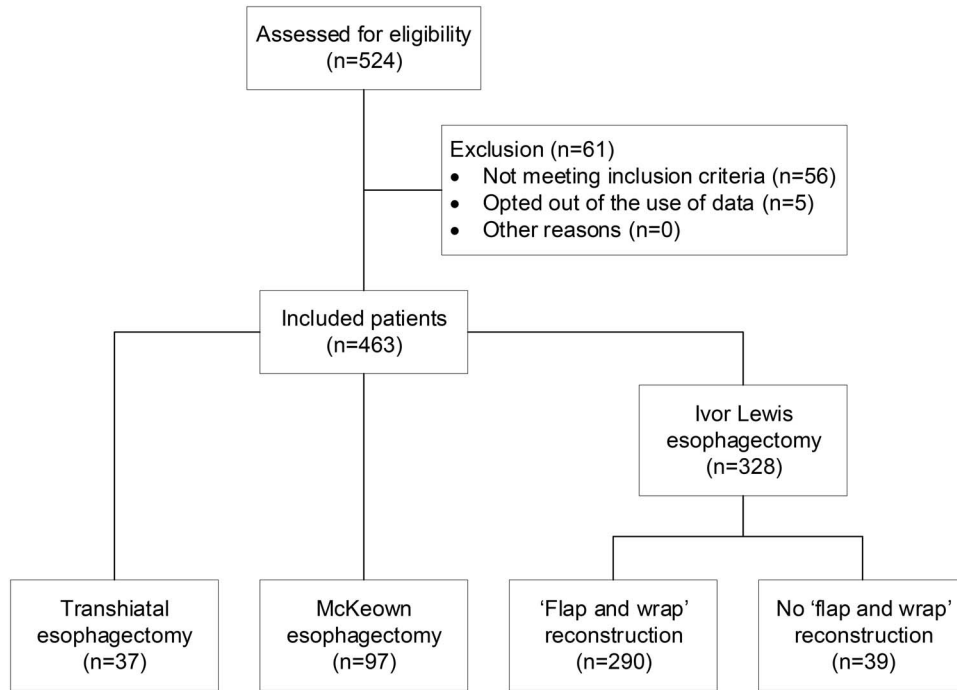 Assessed for eligibility
(n=524)
Exclusion (n=61)
• Not meeting inclusion criteria (n=56)
• Opted out of the use of data (n=5)
• Other reasons (n=0)
Included patients
(n=463)
Ivor Lewis
esophagectomy
(n=328)
Transhiatal
esophagectomy
(n=37)
McKeown
esophagectomy
(n=97)
‘Flap and wrap’
reconstruction
(n=290)
No ‘flap and wrap’
reconstruction
(n=39)